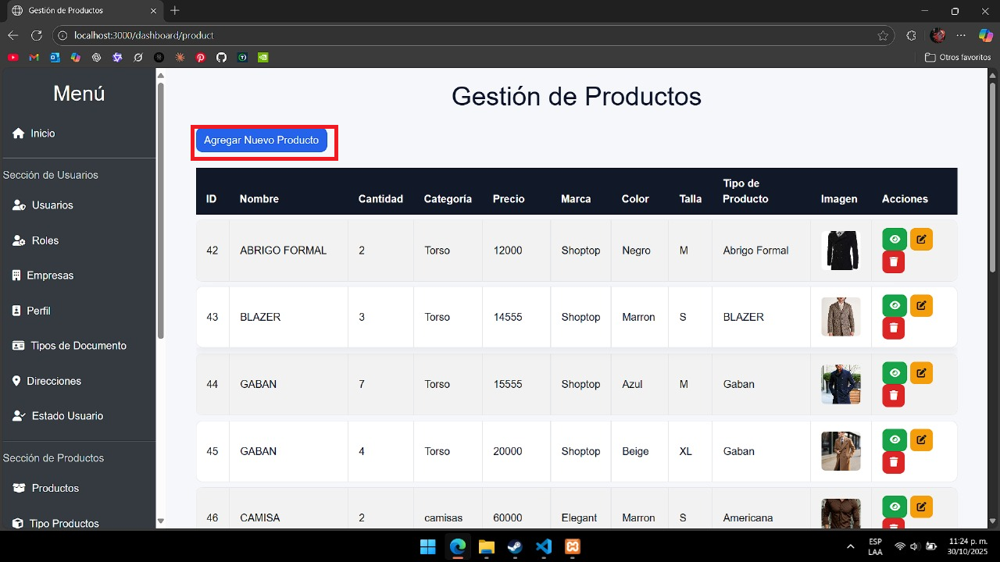 Gestión de Productos
localhost:3000/dashboard/product
Otros favoritos
Menú
Inicio
Sección de Usuarios
Usuarios
Roles
Empresas
Perfil
Tipos de Documento
Direcciones
Estado Usuario
Sección de Productos
Productos
Tipo Productos
Gestión de Productos
Agregar Nuevo Producto
ID Nombre Cantidad Categoría Precio Marca Color Talla Tipo de Producto Imagen Acciones
42 ABRIGO FORMAL 2 Torso 12000 Shoptop Negro M Abrigo Formal
43 BLAZER 3 Torso 14555 Shoptop Marron S BLAZER
44 GABAN 7 Torso 15555 Shoptop Azul M Gaban
45 GABAN 4 Torso 20000 Shoptop Beige XL Gaban
46 CAMISA 2 camisas 60000 Elegant Marron S Americana
ESP
LAA
11:24 p. m.
30/10/2025